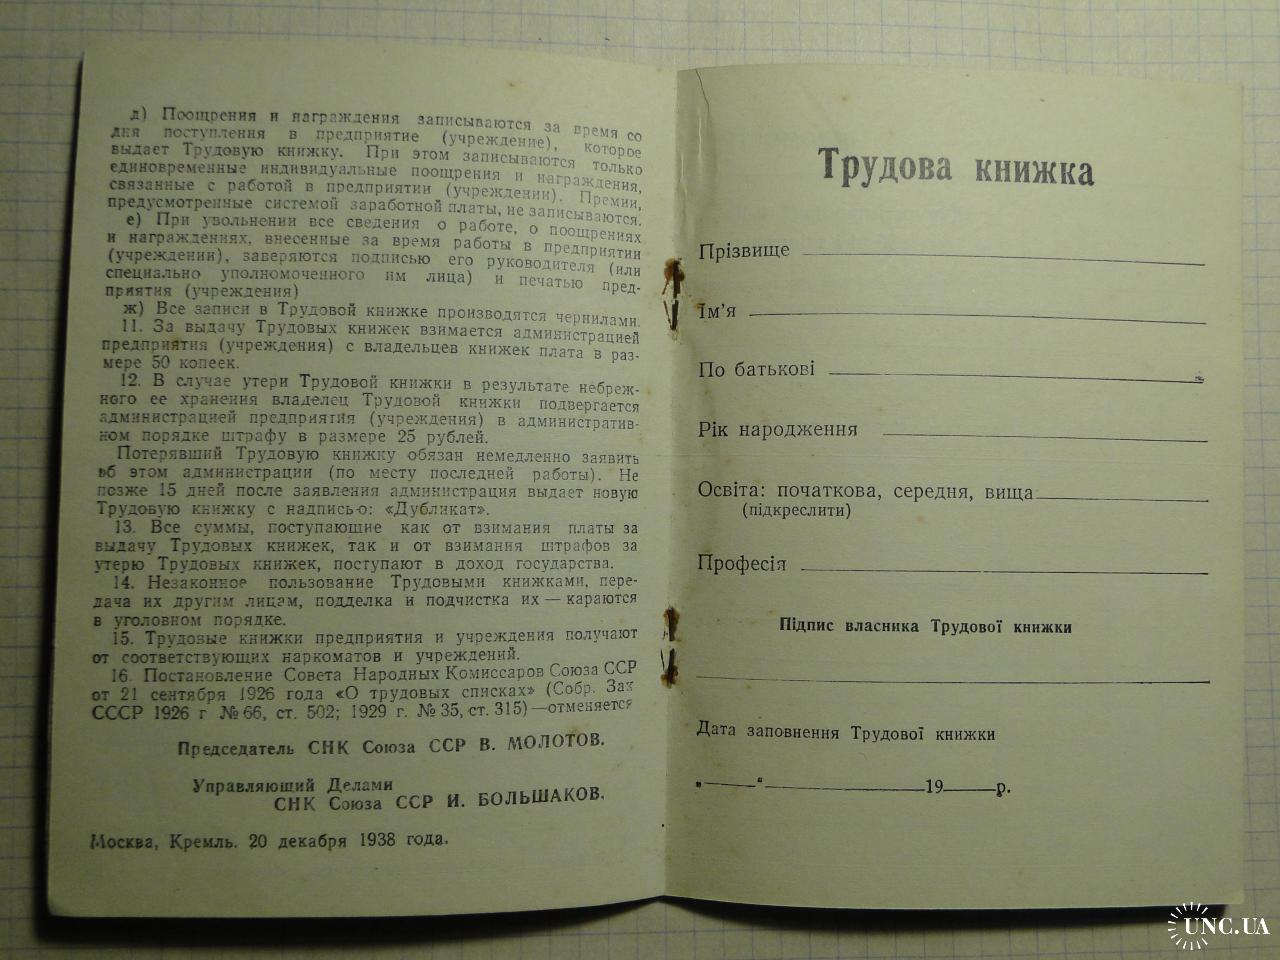 д) Поощрения и награждения записываются за время со
дня поступления в предприятие (учреждение), которое
выдает Трудовую книжку. При этом записываются только
единовременные индивидуальные поощрения и награждения,
связанные с работой в предприятии (учреждении). Премии,
предусмотренные системой заработной платы, не записываются.
е) При увольнении все сведения о работе, о поощрениях
и награждениях, внесенные за время работы в предприятии
(учреждении), заверяются подписью его руководителя (или
специально уполномоченного им лица) и печатью пред-
приятия (учреждения)
ж) Все записи в Трудовой книжке производятся чернилами.
11. За выдачу Трудовых книжек взимается администрацией
предприятия (учреждения) с владельцев книжек плата в раз-
мере 50 копеек.
12. В случае утери Трудовой книжки в результате небреж-
ного ее хранения владелец Трудовой книжки подвергается
администрацией предприятия (учреждения) в административ-
ном порядке штрафу в размере 25 рублей.
Потерявший Трудовую книжку обязан немедленно заявить
об этом администрации (по месту последней работы). Не
позже 15 дней после заявления администрация выдает новую
Трудовую книжку с надписью: «Дубликат».
13. Все суммы, поступающие как от взимания платы за
выдачу Трудовых книжек, так и от взимания штрафов за
утерю Трудовых книжек, поступают в доход государства.
14. Незаконное пользование Трудовыми книжками, пере-
дача их другим лицам, подделка и подчистка их — караются
в уголовном порядке.
15. Трудовые книжки предприятия и учреждения получают
от соответствующих наркоматов и учреждений.
16. Постановление Совета Народных Комиссаров Союза ССР
от 21 сентября 1926 года «О трудовых списках» (Собр. Зак
СССР 1926 г № 66, ст. 502; 1929 г. № 35, ст. 315) — отменяется
Председатель СНК Союза ССР В. МОЛОТОВ.
Управляющий Делами
СНК Союза ССР И. БОЛЬШАКОВ.
Москва, Кремль. 20 декабря 1938 года.
Трудова книжка
Прізвище
Ім'я
По батькові
Рік народження
Освіта: початкова, середня, вища
(підкреслити)
Професія
Підпис власника Трудової книжки
Дата заповнення Трудової книжки
„ “ 19 р.
UNC.UA